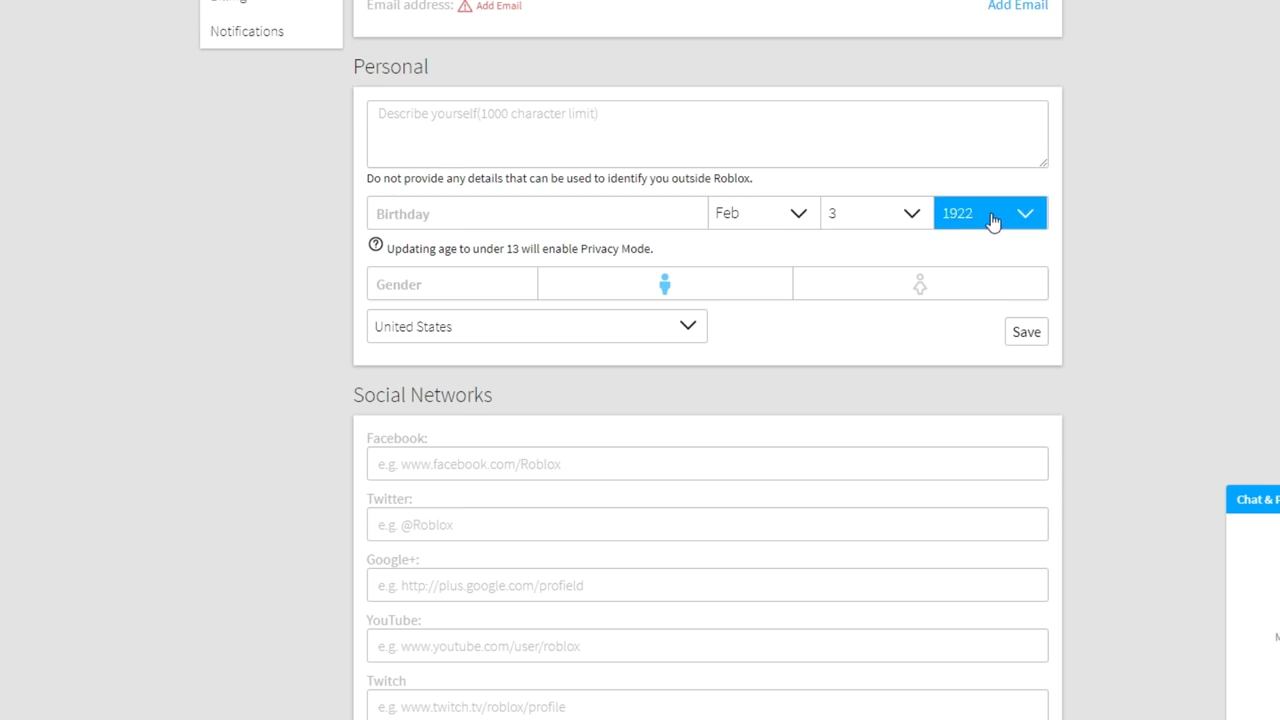 Email address: Add Email Add Email
Notifications
Personal
Describe yourself(1000 character limit)
Do not provide any details that can be used to identify you outside Roblox.
Birthday Feb 3 1922
Updating age to under 13 will enable Privacy Mode.
Gender
United States Save
Social Networks
Facebook:
e.g. www.facebook.com/Roblox
Twitter:
e.g. @Roblox
Chat &
Google+:
e.g. http://plus.google.com/profield
YouTube:
e.g. www.youtube.com/user/roblox
Twitch
e.g. www.twitch.tv/roblox/profile